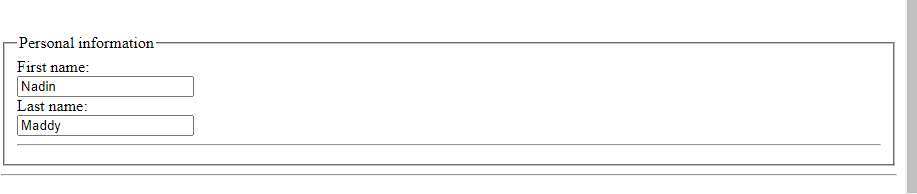 Personal information
First name:
Nadin
Last name:
Maddy